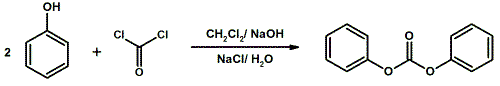 OH
2
+
Cl
Cl
O
CH2Cl2/ NaOH
NaCl/ H2O
O
O
O